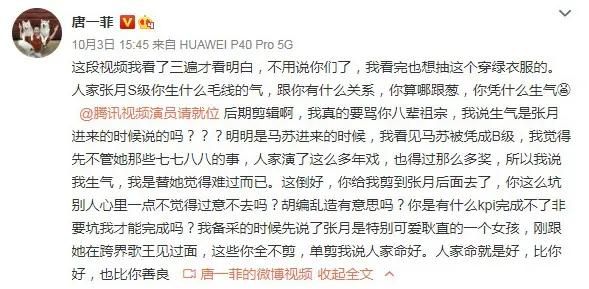 唐一菲
10月3日 15:45 来自 HUAWEI P40 Pro 5G
这段视频我看了三遍才看明白，不用说你们了，我看完也想抽这个穿绿衣服的。
人家张月S级你生什么毛线的气，跟你有什么关系，你算哪跟葱，你凭什么生气
@腾讯视频演员请就位 后期剪辑啊，我真的要骂你八辈祖宗，我说生气是张月
进来的时候说的吗？？？明明是马苏进来的时候，我看见马苏被凭成B级，我觉得
先不管她那些七七八八的事，人家演了这么多年戏，也得过那么多奖，所以我说
我生气，我是替她觉得难过而已。这倒好，你给我剪到张月后面去了，你这么坑
别人心里一点不觉得过意不去吗？胡编乱造有意思吗？你是有什么kpi完成不了非
要坑我才能完成吗？我备采的时候先说了张月是特别可爱耿直的一个女孩，刚跟
她在跨界歌王见过面，这些你全不剪，单剪我说人家命好。人家命就是好，比你
好，也比你善良 唐一菲的微博视频 收起全文